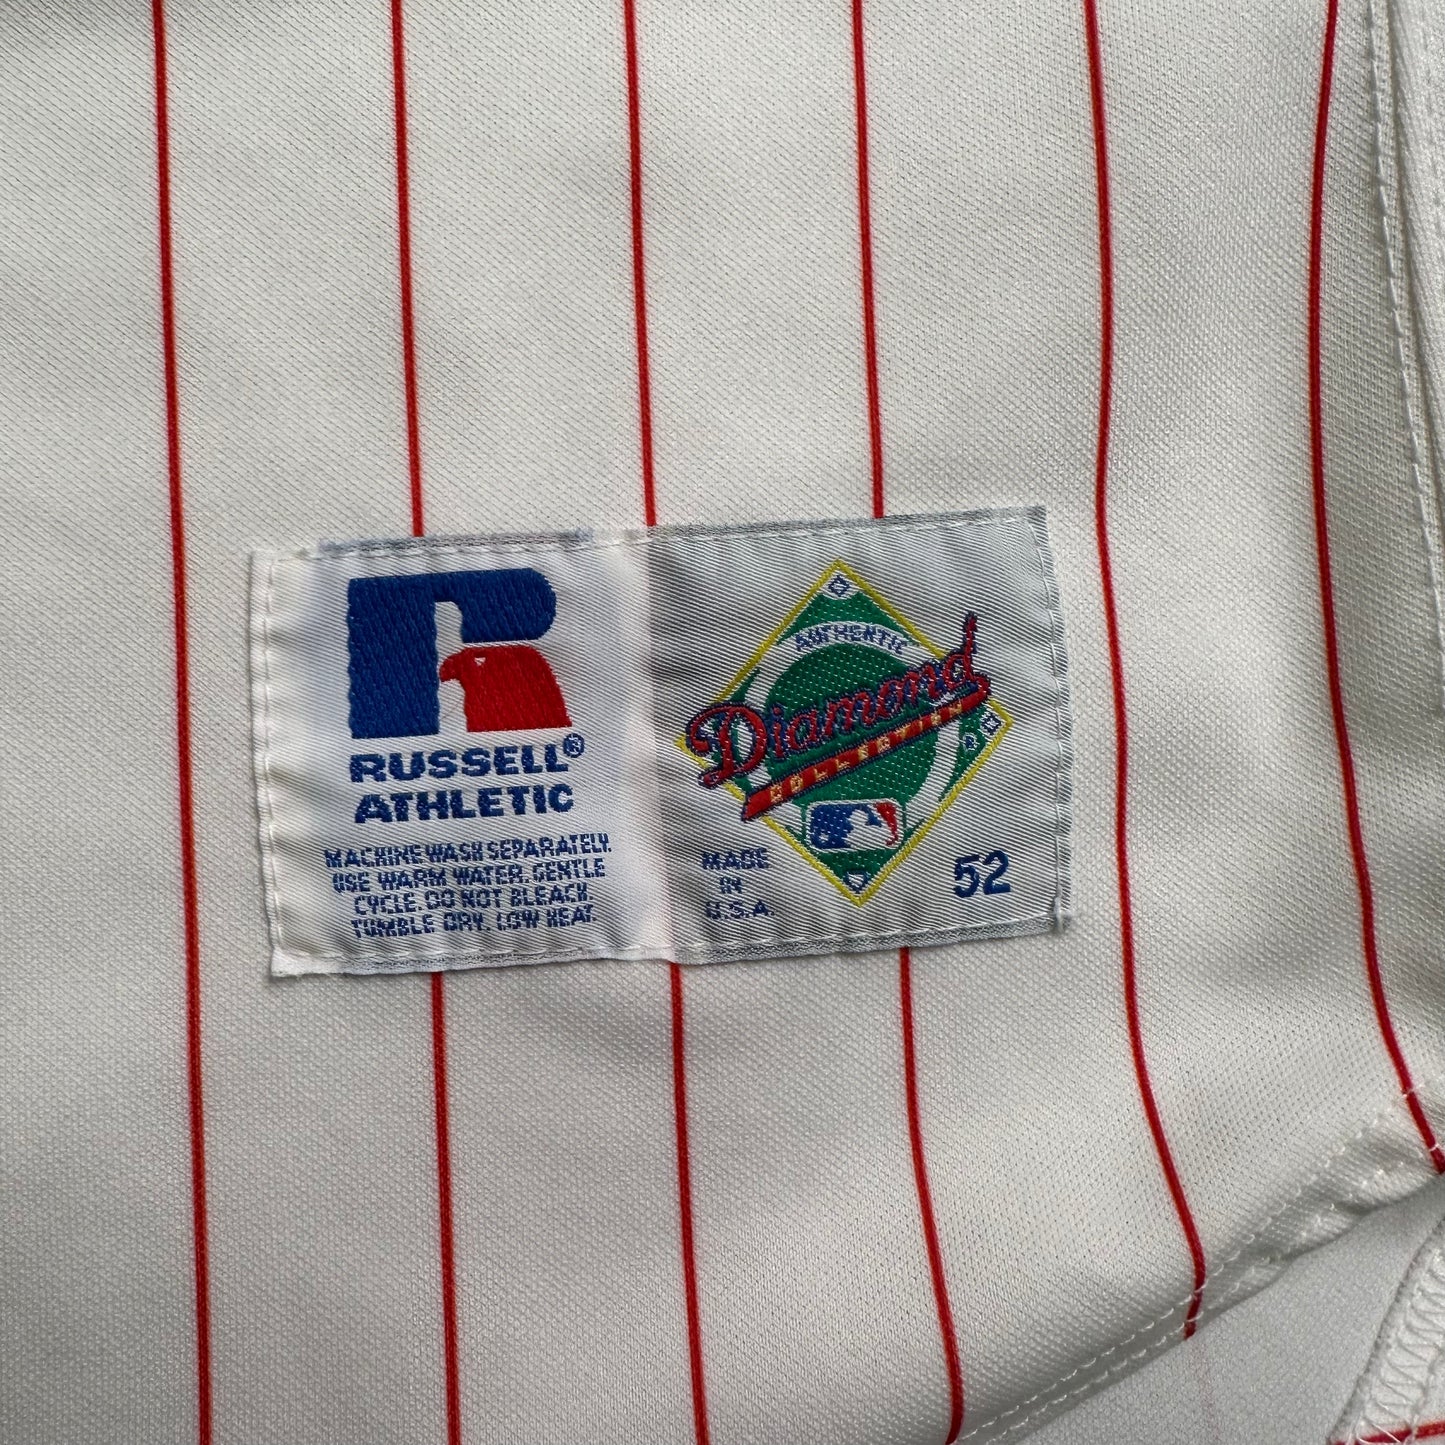 RUSSELL®
ATHLETIC
MACHINE WASH SEPARATELY.
USE WARM WATER. GENTLE
CYCLE. DO NOT BLEACH.
TUMBLE DRY. LOW HEAT.
AUTHENTIC
Diamond
COLLECTION
MADE
IN
U.S.A.
52